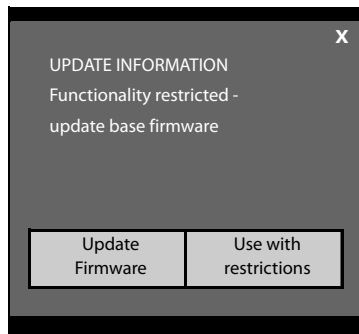 X
UPDATE INFORMATION
Functionality restricted -
update base firmware
Update
Firmware
Use with
restrictions